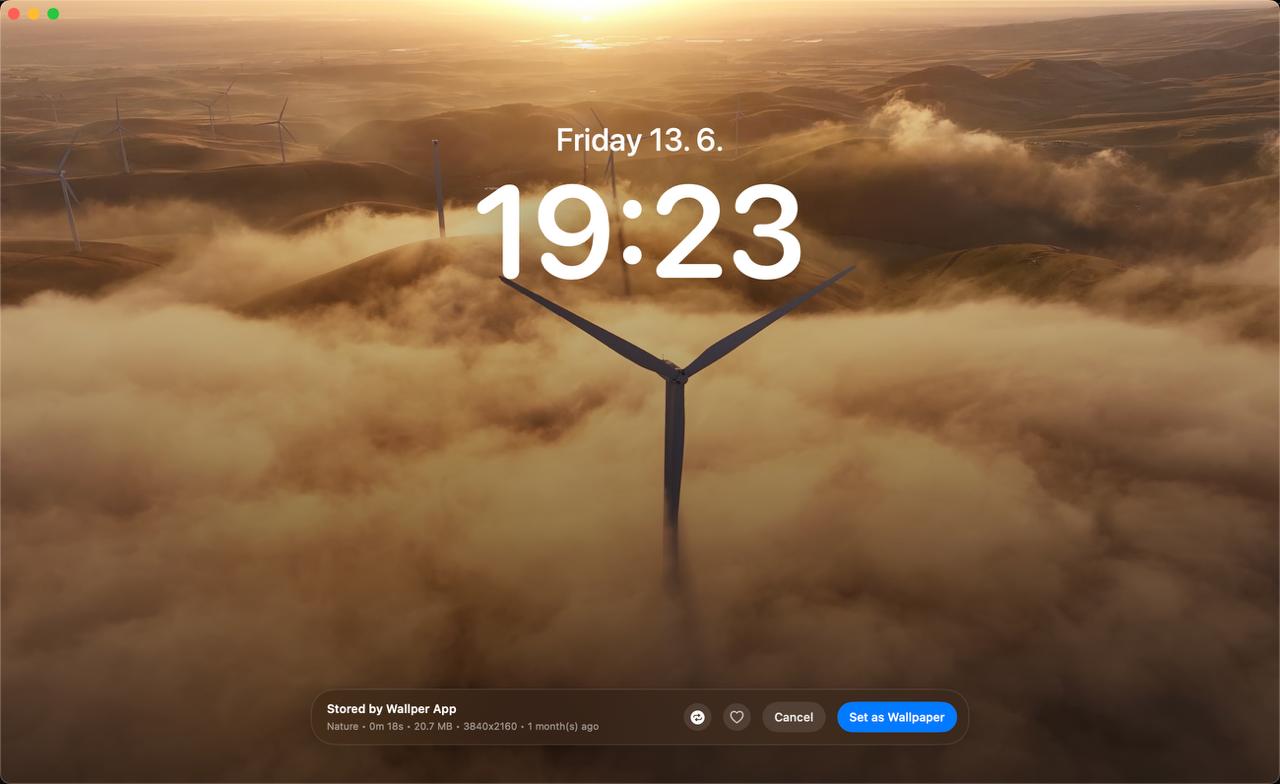 Friday 13. 6.
19:23
Stored by Wallper App
Nature • 0m 18s • 20.7 MB • 3840x2160 • 1 month(s) ago
Cancel
Set as Wallpaper